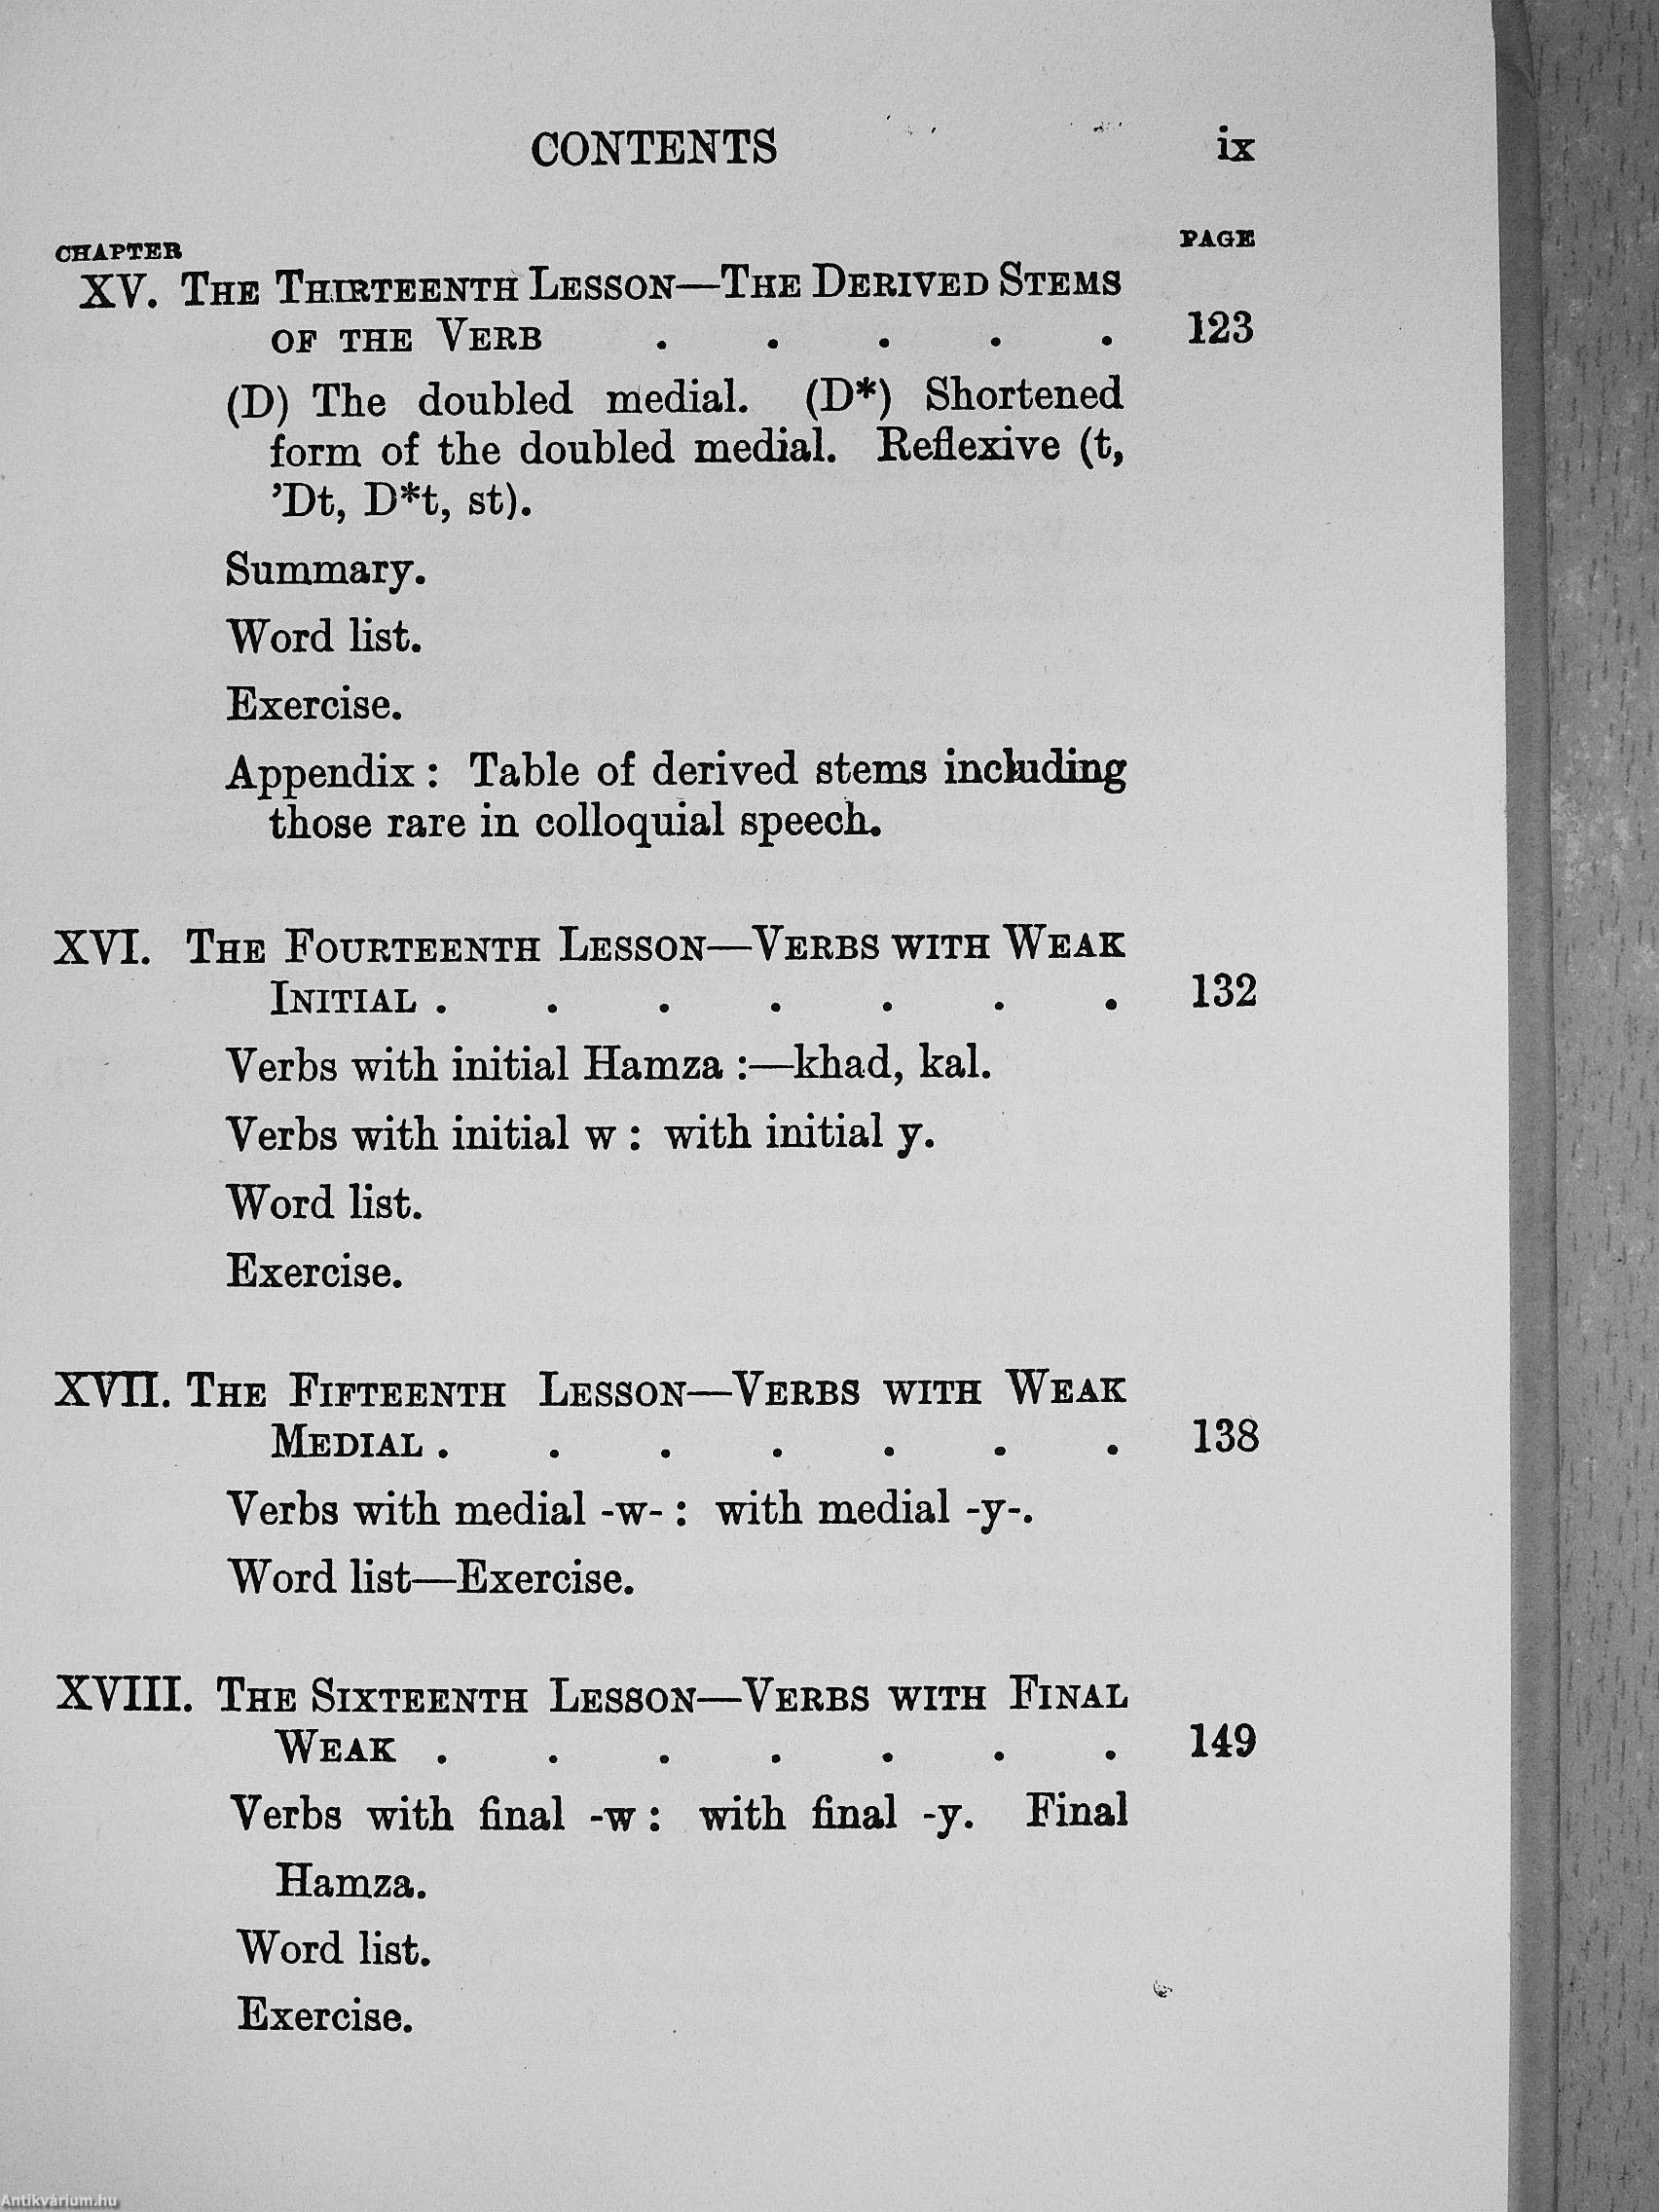 CONTENTS ix
CHAPTER PAGE
XV. THE THIRTEENTH LESSON—THE DERIVED STEMS
OF THE VERB . . . . . 123
(D) The doubled medial. (D*) Shortened
form of the doubled medial. Reflexive (t,
’Dt, D*t, st).
Summary.
Word list.
Exercise.
Appendix : Table of derived stems including
those rare in colloquial speech.
XVI. THE FOURTEENTH LESSON—VERBS WITH WEAK
INITIAL . . . . . . . 132
Verbs with initial Hamza :—khad, kal.
Verbs with initial w : with initial y.
Word list.
Exercise.
XVII. THE FIFTEENTH LESSON—VERBS WITH WEAK
MEDIAL . . . . . . . 138
Verbs with medial -w- : with medial -y-.
Word list—Exercise.
XVIII. THE SIXTEENTH LESSON—VERBS WITH FINAL
WEAK . . . . . . . 149
Verbs with final -w : with final -y. Final
Hamza.
Word list.
Exercise.
Antikvárium.hu